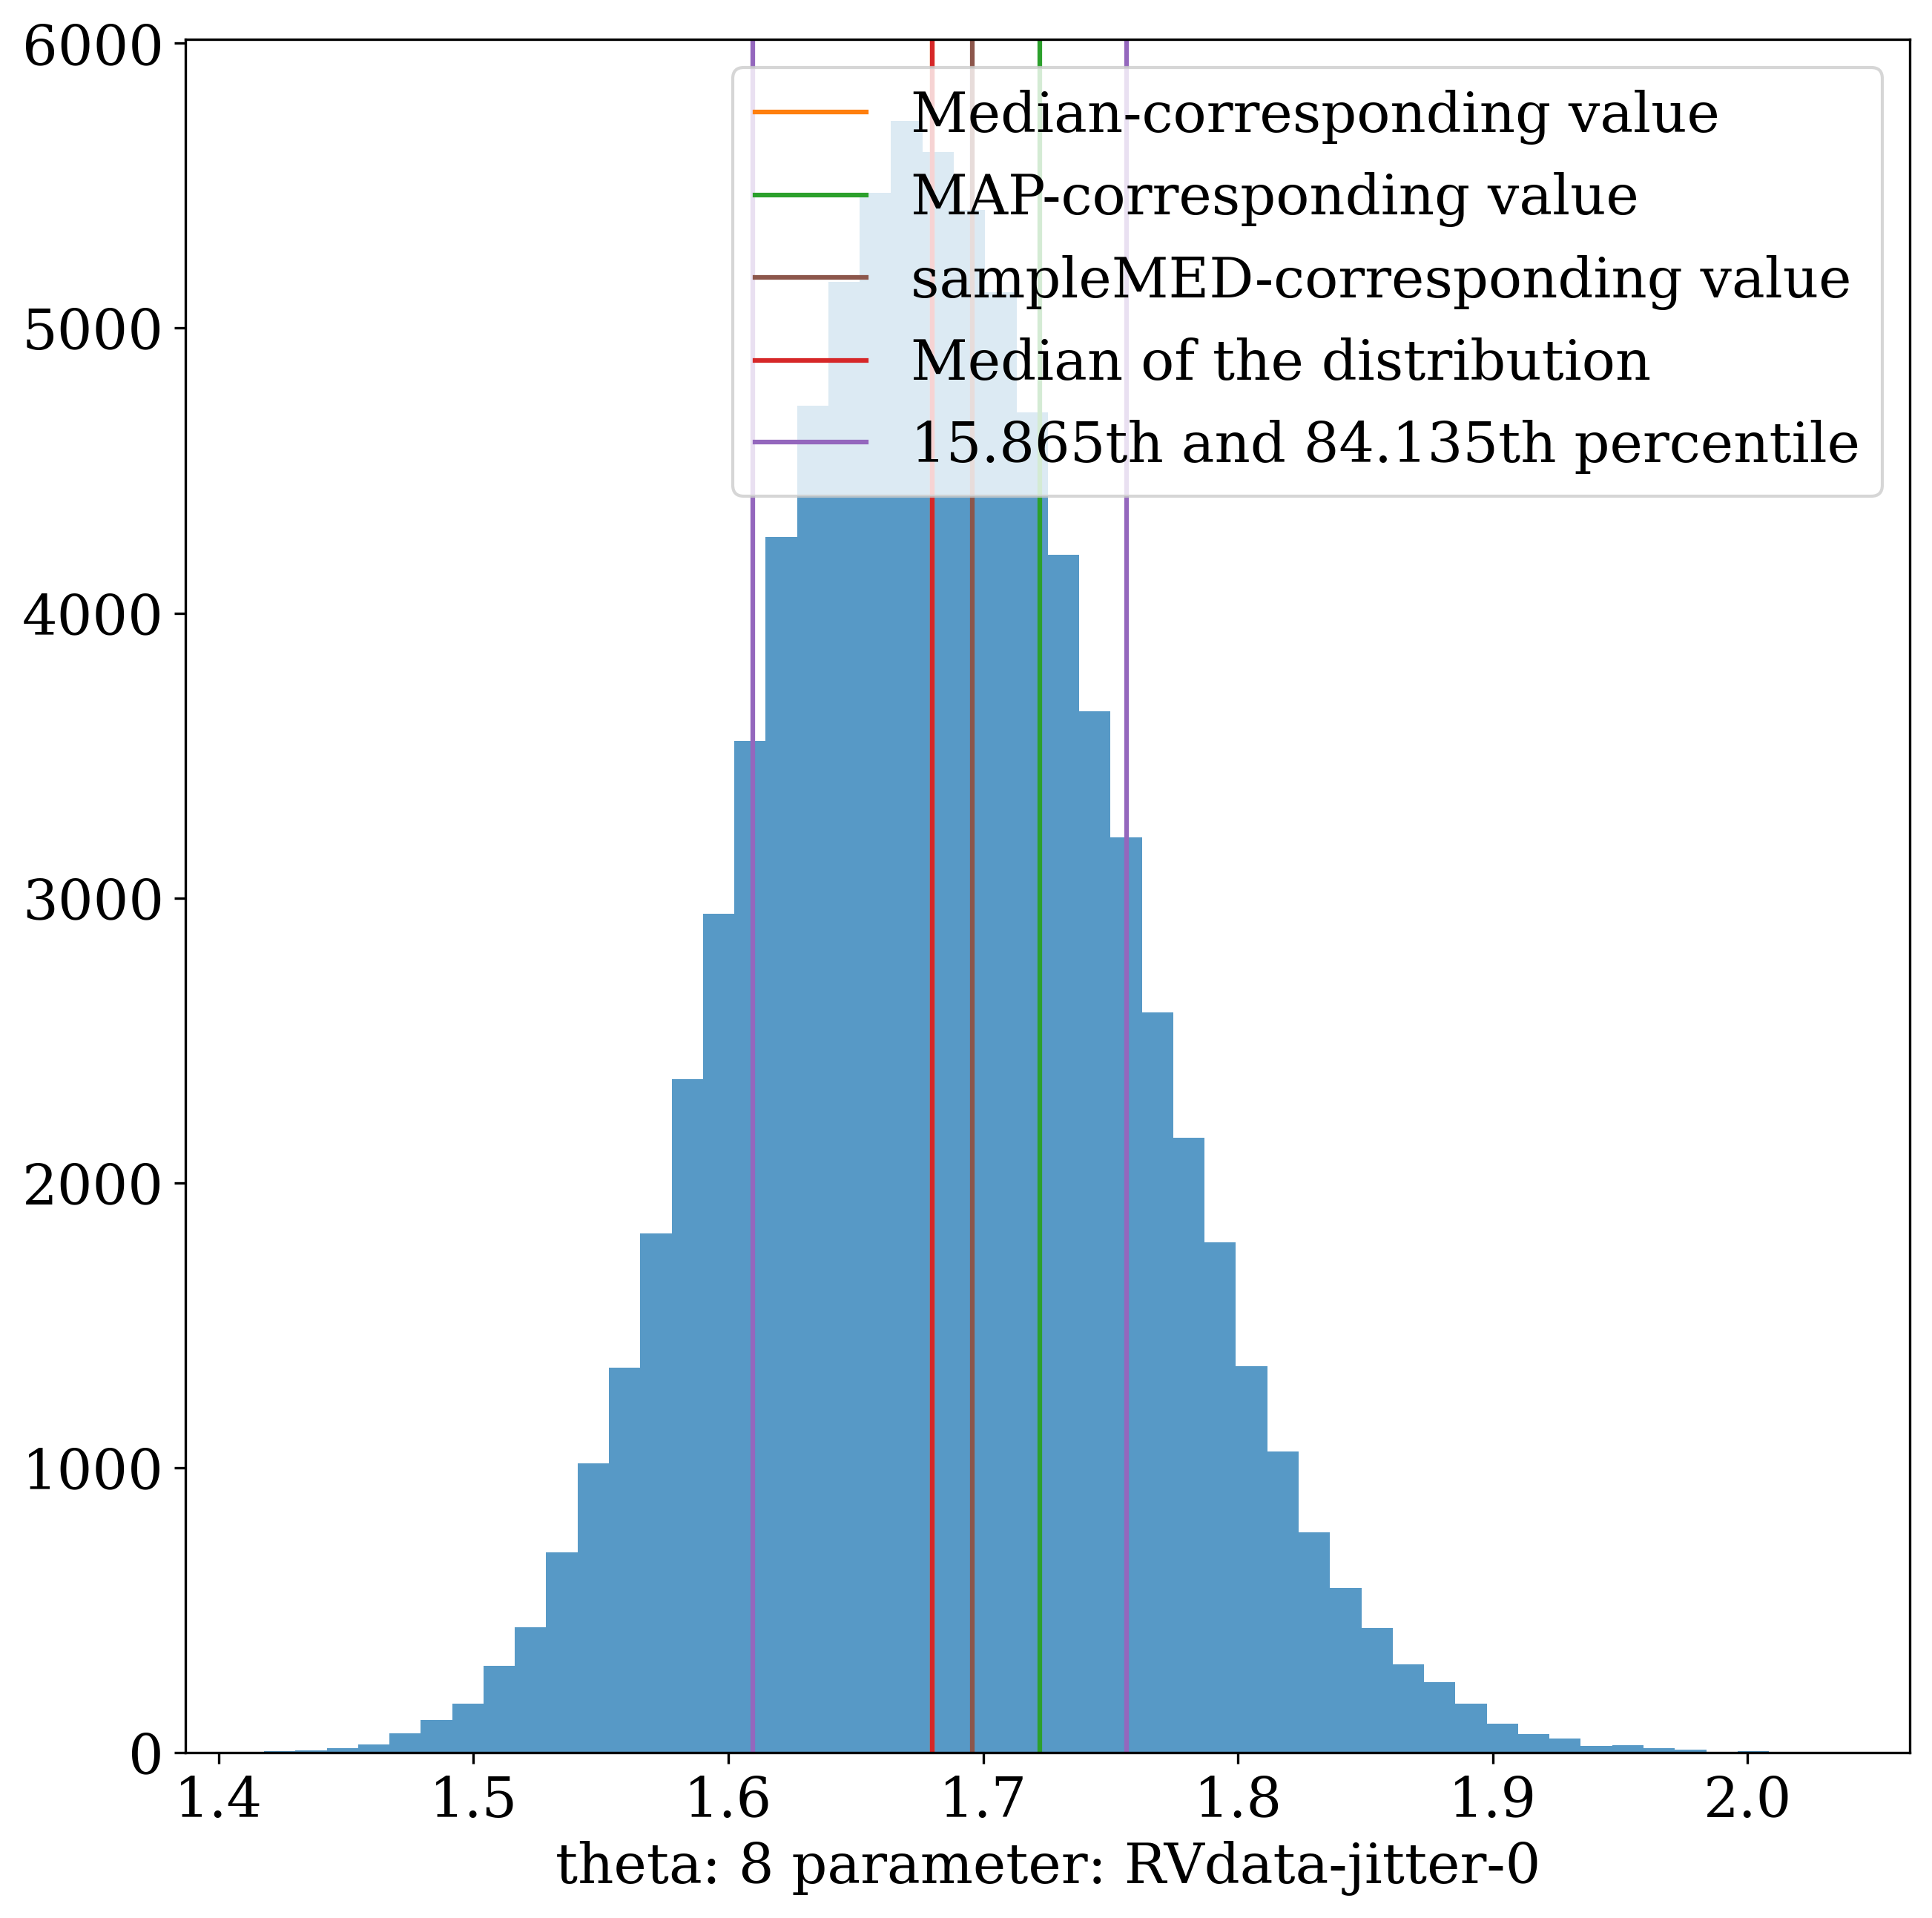 6000
5000
4000
3000
2000
1000
0
Median-corresponding value
MAP-corresponding value
sampleMED-corresponding value
Median of the distribution
15.865th and 84.135th percentile
1.4 1.5 1.6 1.7 1.8 1.9 2.0
theta: 8 parameter: RVdata-jitter-0